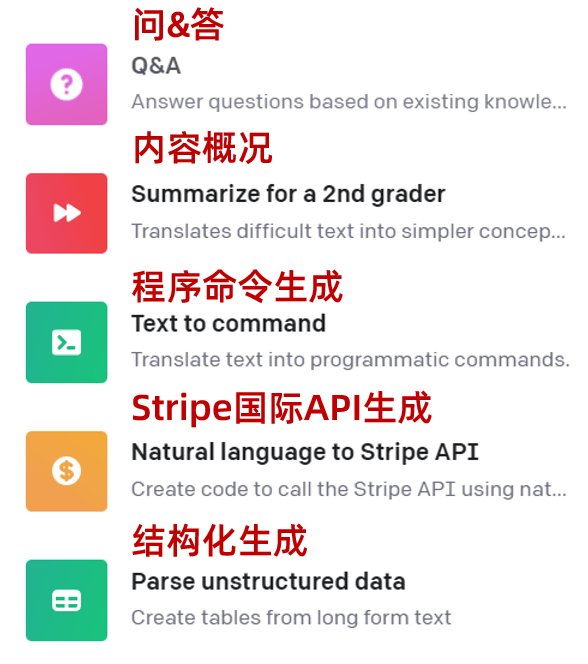 问&答
Q&A
Answer questions based on existing knowle...
内容概况
Summarize for a 2nd grader
Translates difficult text into simpler concep...
程序命令生成
Text to command
Translate text into programmatic commands.
Stripe国际API生成
Natural language to Stripe API
Create code to call the Stripe API using nat...
结构化生成
Parse unstructured data
Create tables from long form text